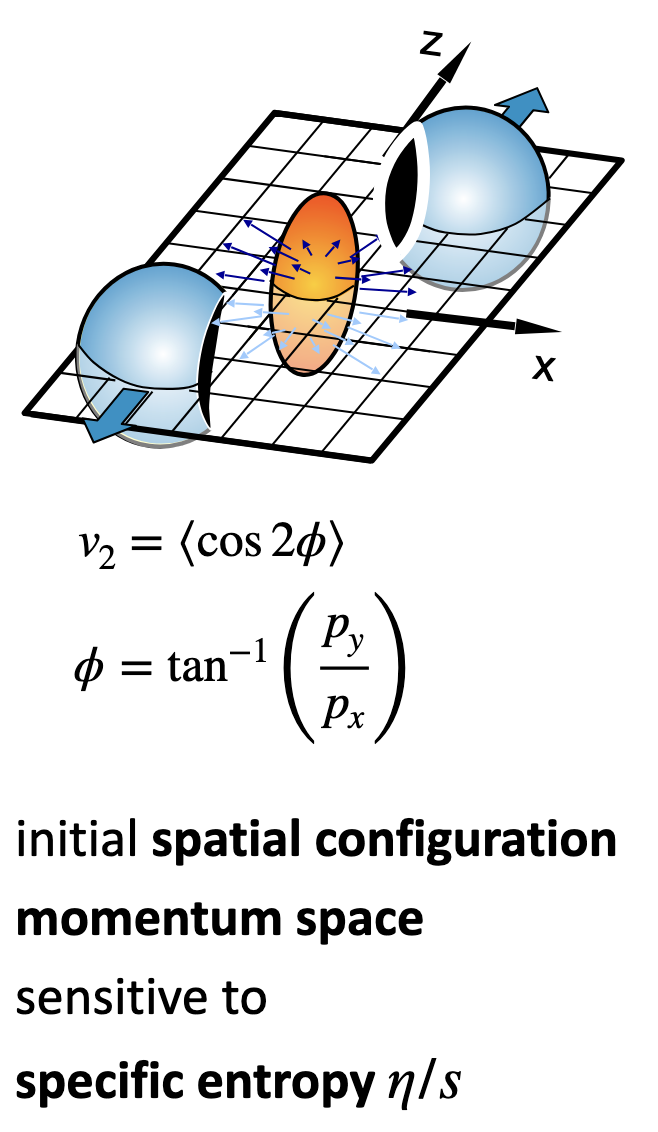 z
x
v₂ = ⟨cos 2ϕ⟩
ϕ = tan⁻¹ (p_y / p_x)
initial spatial configuration
momentum space
sensitive to
specific entropy η/s